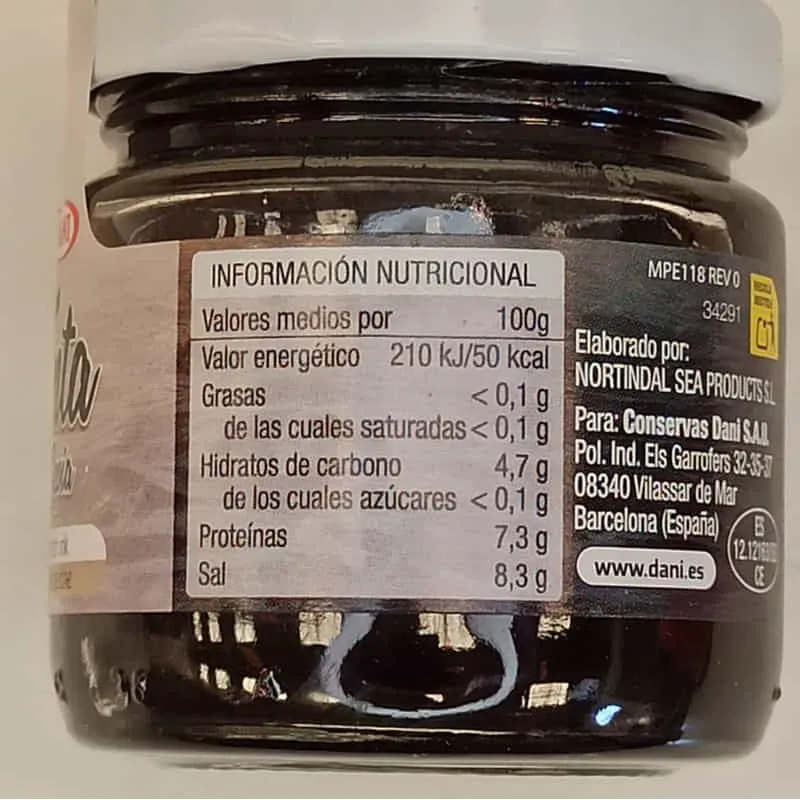 INFORMACIÓN NUTRICIONAL
Valores medios por 100g
Valor energético 210 kJ/50 kcal
Grasas < 0,1 g
de las cuales saturadas < 0,1 g
Hidratos de carbono 4,7 g
de los cuales azúcares < 0,1 g
Proteínas 7,3 g
Sal 8,3 g
MPE118 REV 0
34291
Elaborado por:
NORTINDAL SEA PRODUCTS S.L.
Para: Conservas Dani S.A.U.
Pol. Ind. Els Garrofers 32-35-37
08340 Vilassar de Mar
Barcelona (España)
www.dani.es
ES
CE